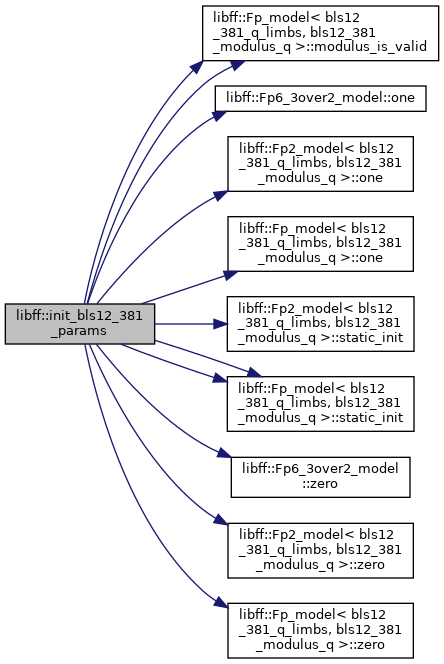 libff::init_bls12_381
_params
libff::Fp_model< bls12
_381_q_limbs, bls12_381
_modulus_q >::modulus_is_valid
libff::Fp6_3over2_model::one
libff::Fp2_model< bls12
_381_q_limbs, bls12_381
_modulus_q >::one
libff::Fp_model< bls12
_381_q_limbs, bls12_381
_modulus_q >::one
libff::Fp2_model< bls12
_381_q_limbs, bls12_381
_modulus_q >::static_init
libff::Fp_model< bls12
_381_q_limbs, bls12_381
_modulus_q >::static_init
libff::Fp6_3over2_model
::zero
libff::Fp2_model< bls12
_381_q_limbs, bls12_381
_modulus_q >::zero
libff::Fp_model< bls12
_381_q_limbs, bls12_381
_modulus_q >::zero